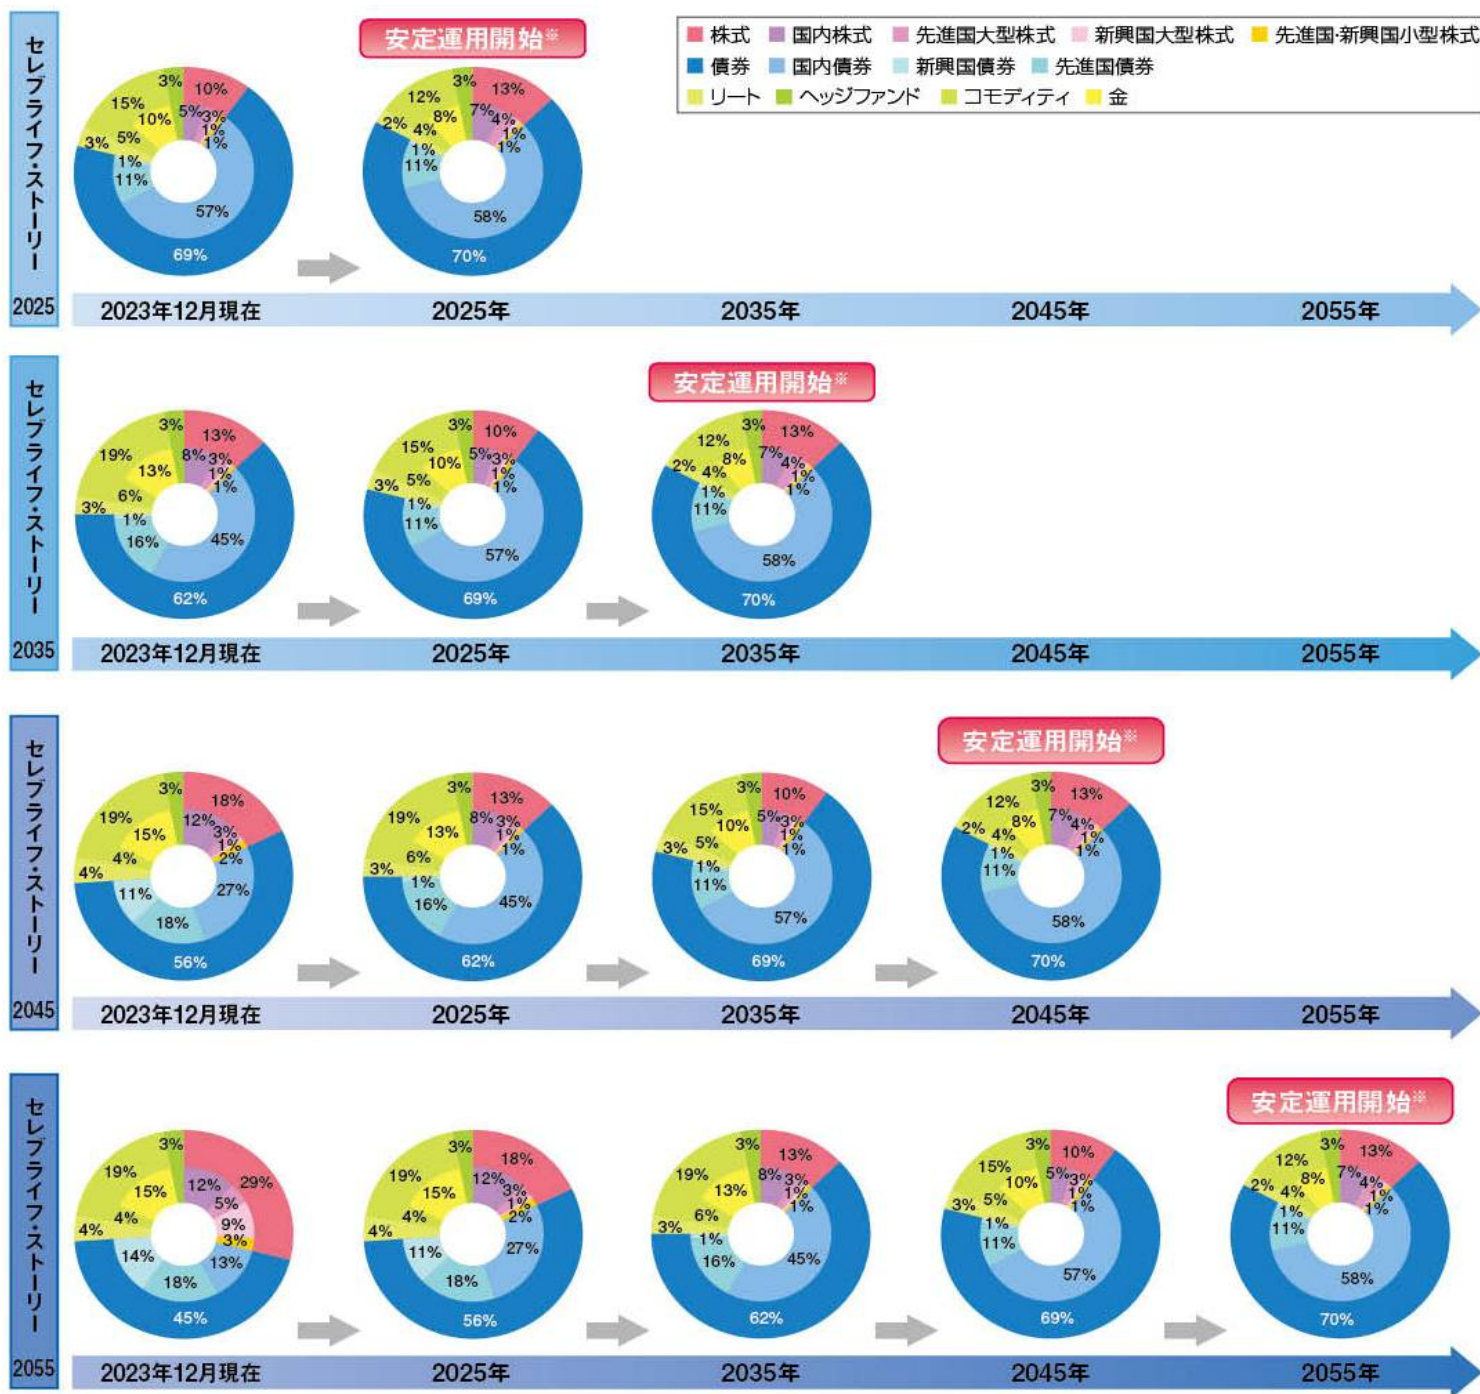 セレブライフ・ストーリー
2025
安定運用開始※
株式 国内株式 先進国大型株式 新興国大型株式 先進国・新興国小型株式
債券 国内債券 新興国債券 先進国債券
リート ヘッジファンド コモディティ 金
3% 10% 15% 5% 3% 10% 1% 5% 1% 3% 1% 11% 57% 69%
3% 13% 12% 7% 4% 8% 1% 2% 4% 1% 1% 11% 58% 70%
2023年12月現在 2025年 2035年 2045年 2055年
セレブライフ・ストーリー
2035
安定運用開始※
3% 13% 19% 8% 3% 13% 1% 6% 1% 3% 1% 16% 45% 62%
3% 10% 15% 5% 3% 10% 1% 5% 1% 3% 1% 11% 57% 69%
3% 13% 12% 7% 4% 8% 1% 2% 4% 1% 1% 11% 58% 70%
2023年12月現在 2025年 2035年 2045年 2055年
セレブライフ・ストーリー
2045
安定運用開始※
3% 18% 19% 12% 3% 15% 1% 4% 2% 4% 11% 27% 18% 56%
3% 13% 19% 8% 3% 13% 1% 6% 1% 3% 1% 16% 45% 62%
3% 10% 15% 5% 3% 10% 1% 5% 1% 3% 1% 11% 57% 69%
3% 13% 12% 7% 4% 8% 1% 2% 4% 1% 1% 11% 58% 70%
2023年12月現在 2025年 2035年 2045年 2055年
セレブライフ・ストーリー
2055
安定運用開始※
3% 29% 19% 12% 15% 5% 4% 9% 4% 3% 14% 13% 18% 45%
3% 18% 19% 12% 3% 15% 1% 4% 2% 4% 11% 27% 18% 56%
3% 13% 19% 8% 3% 13% 1% 6% 1% 3% 1% 16% 45% 62%
3% 10% 15% 5% 3% 10% 1% 5% 1% 3% 1% 11% 57% 69%
3% 13% 12% 7% 4% 8% 1% 2% 4% 1% 1% 11% 58% 70%
2023年12月現在 2025年 2035年 2045年 2055年